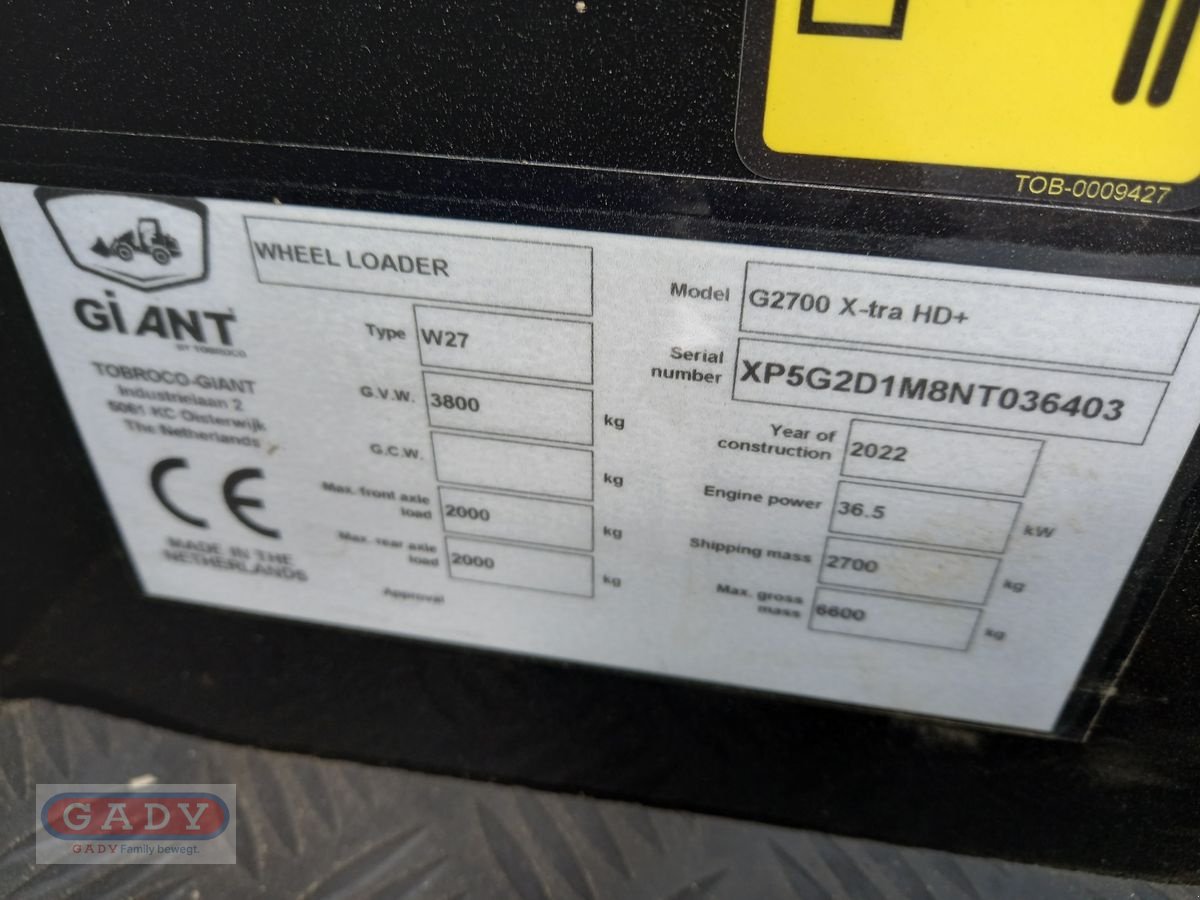 TOB-0009427
GiANT
BY TOBROCO
TOBROCO-GIANT
Industrielaan 2
5061 KC Oisterwijk
The Netherlands
CE
MADE IN THE
NETHERLANDS
WHEEL LOADER
Type W27
G.V.W. 3800 kg
G.C.W. kg
Max. front axle
load 2000 kg
Max. rear axle
load 2000 kg
Approval
Model G2700 X-tra HD+
Serial
number XP5G2D1M8NT036403
Year of
construction 2022
Engine power 36.5 kW
Shipping mass 2700 kg
Max. gross
mass 6600 kg
GADY
GADY Family bewegt.